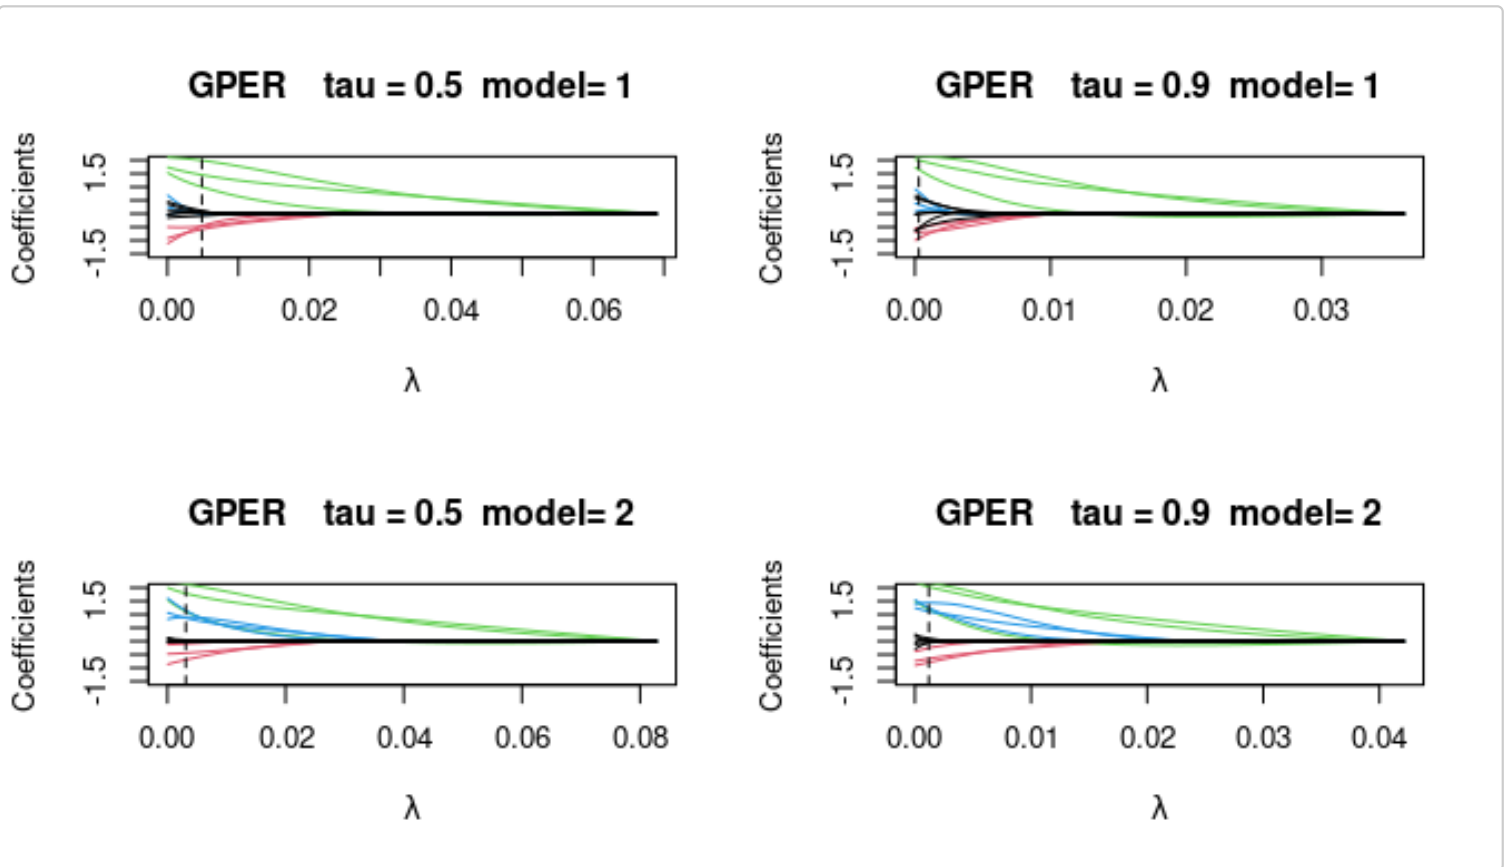 GPER tau = 0.5 model= 1
Coefficients
1.5
-1.5
0.00 0.02 0.04 0.06
λ
GPER tau = 0.9 model= 1
Coefficients
1.5
-1.5
0.00 0.01 0.02 0.03
λ
GPER tau = 0.5 model= 2
Coefficients
1.5
-1.5
0.00 0.02 0.04 0.06 0.08
λ
GPER tau = 0.9 model= 2
Coefficients
1.5
-1.5
0.00 0.01 0.02 0.03 0.04
λ